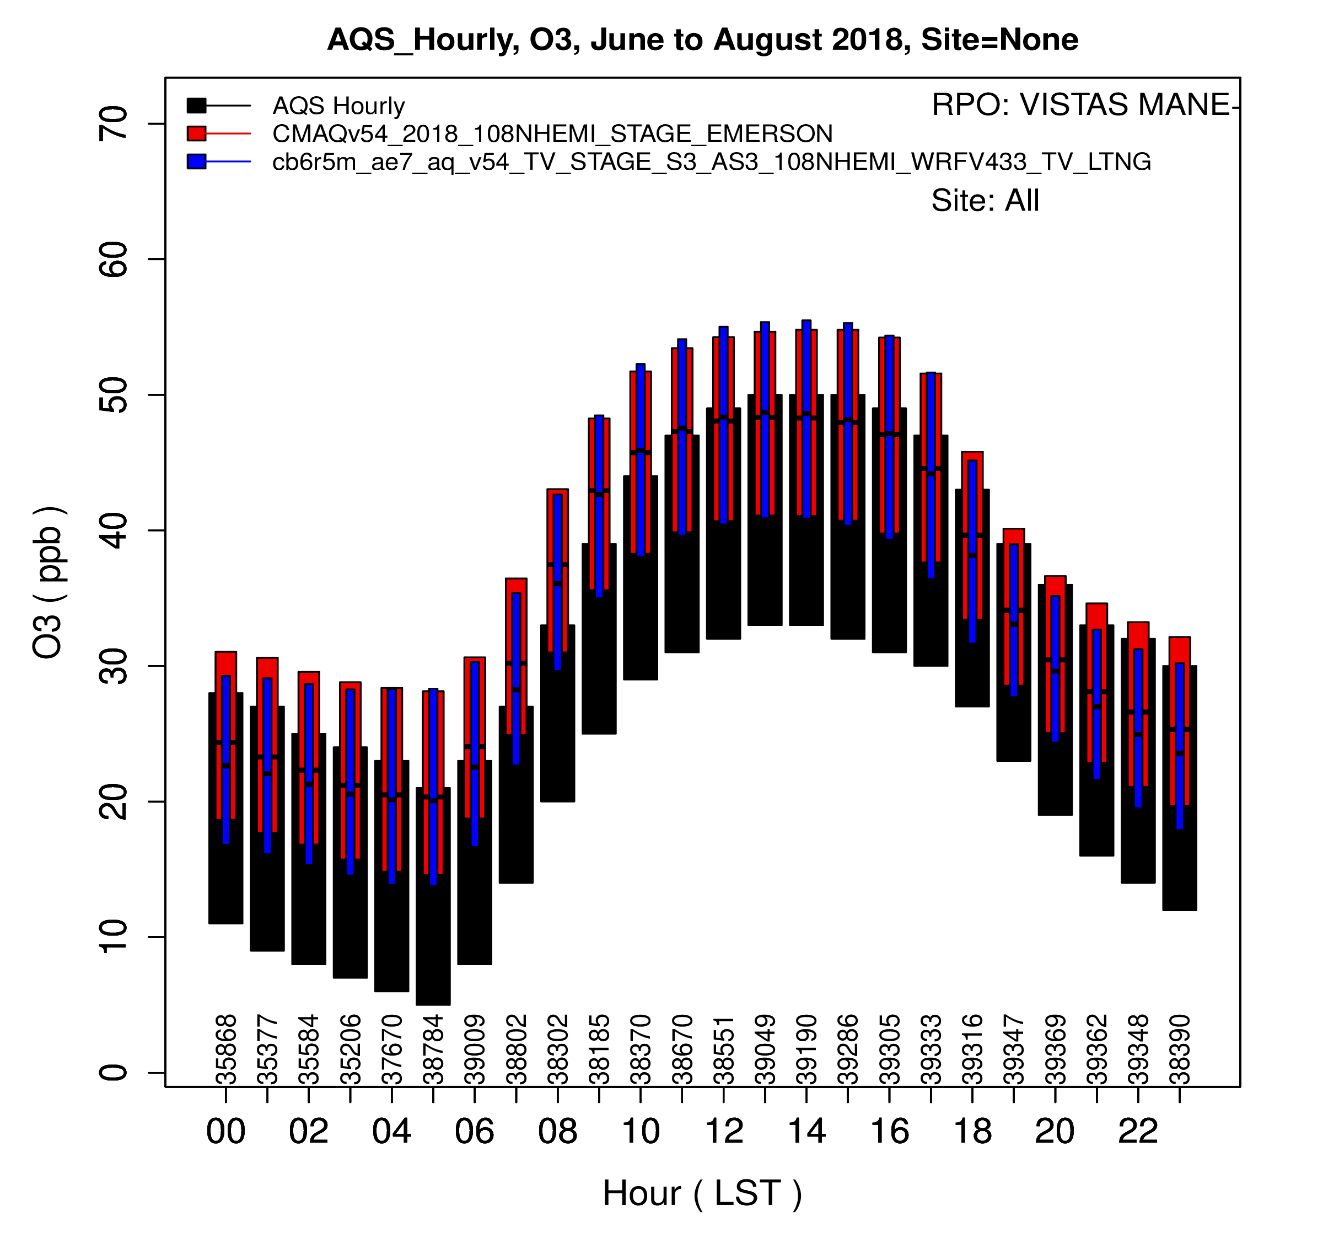 AQS_Hourly, O3, June to August 2018, Site=None
AQS Hourly
RPO: VISTAS MANE-
CMAQv54_2018_108NHEMI_STAGE_EMERSON
cb6r5m_ae7_aq_v54_TV_STAGE_S3_AS3_108NHEMI_WRFV433_TV_LTNG
Site: All
70
60
50
40
30
20
10
0
O3 ( ppb )
35868 35377 35584 35206 37670 38784 39009 38802 38302 38185 38370 38670 38551 39049 39190 39286 39305 39333 39316 39347 39369 39362 39348 38390
00 02 04 06 08 10 12 14 16 18 20 22
Hour ( LST )